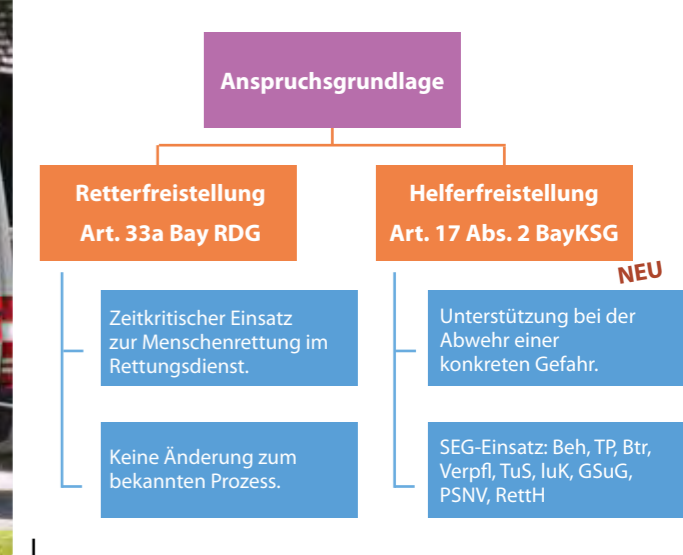 Anspruchsgrundlage
Retterfreistellung
Art. 33a Bay RDG
Zeitkritischer Einsatz
zur Menschenrettung im
Rettungsdienst.
Keine Änderung zum
bekannten Prozess.
Helferfreistellung
Art. 17 Abs. 2 BayKSG
NEU
Unterstützung bei der
Abwehr einer
konkreten Gefahr.
SEG-Einsatz: Beh, TP, Btr,
Verpfl, TuS, IuK, GSuG,
PSNV, RettH